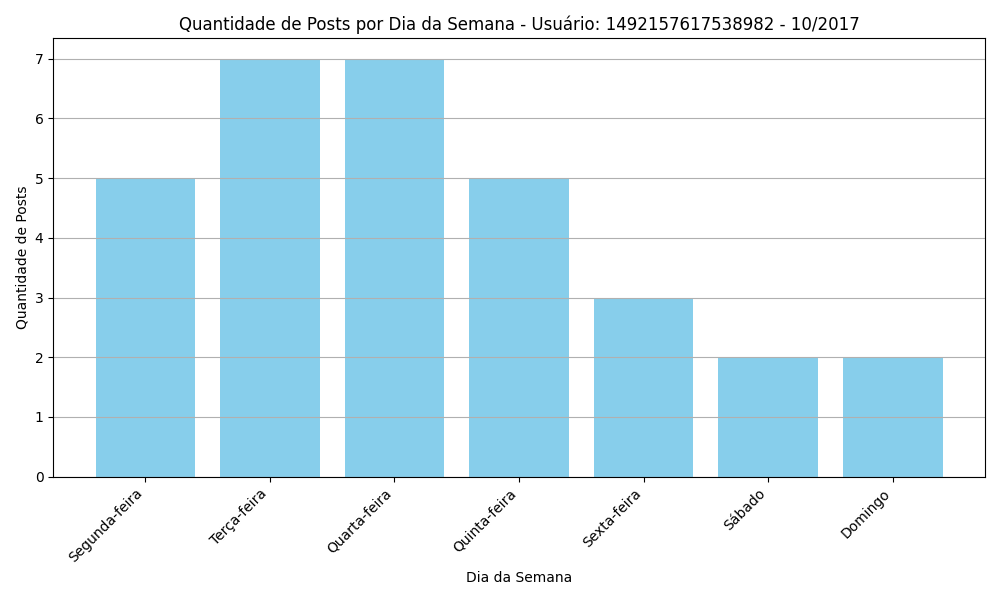 Quantidade de Posts por Dia da Semana - Usuário: 1492157617538982 - 10/2017
Quantidade de Posts
7
6
5
4
3
2
1
0
Segunda-feira
Terça-feira
Quarta-feira
Quinta-feira
Sexta-feira
Sábado
Domingo
Dia da Semana